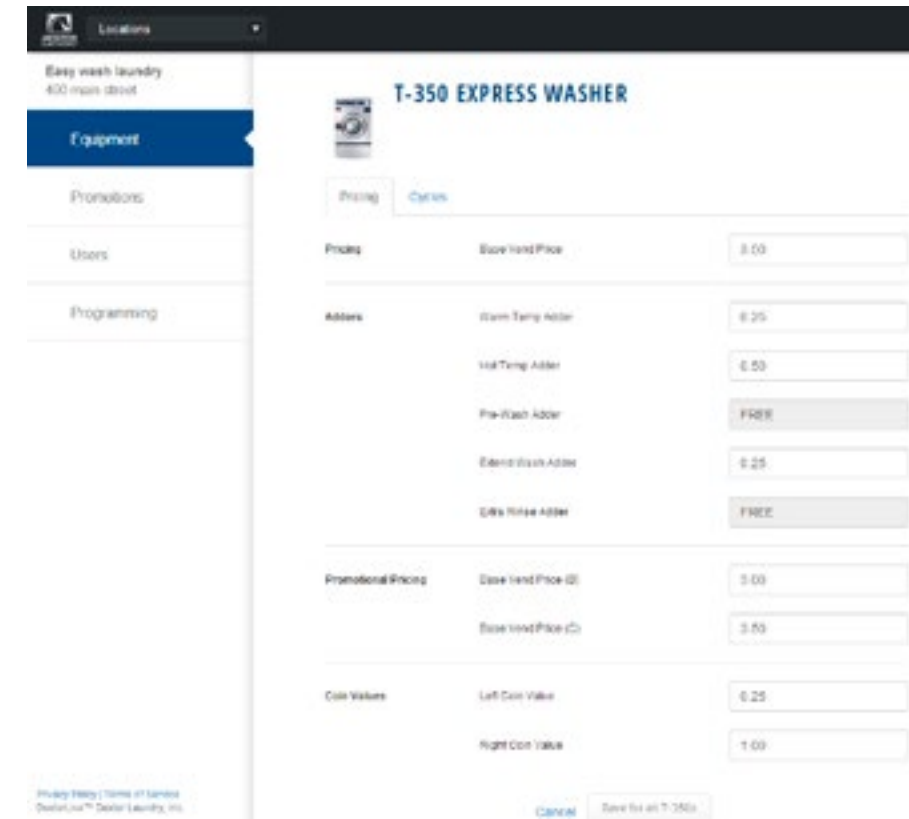 Locations
Easy wash laundry
400 main street
T-350 EXPRESS WASHER
Equipment
Promotions
Users
Programming
Pricing Cycles
Pricing Base Vend Price
Adders Warm Temp Adder 0.25
Hot Temp Adder 0.50
Pre-Wash Adder FREE
Extend Wash Adder 0.25
Extra Rinse Adder FREE
Promotional Pricing Base Vend Price (B) 3.00
Base Vend Price (C) 3.50
Coin Values Left Coin Value 0.25
Right Coin Value 1.00
Cancel Save for all T-350s
Privacy Policy | Terms of Service
DexterLive™ Dexter Laundry, Inc.